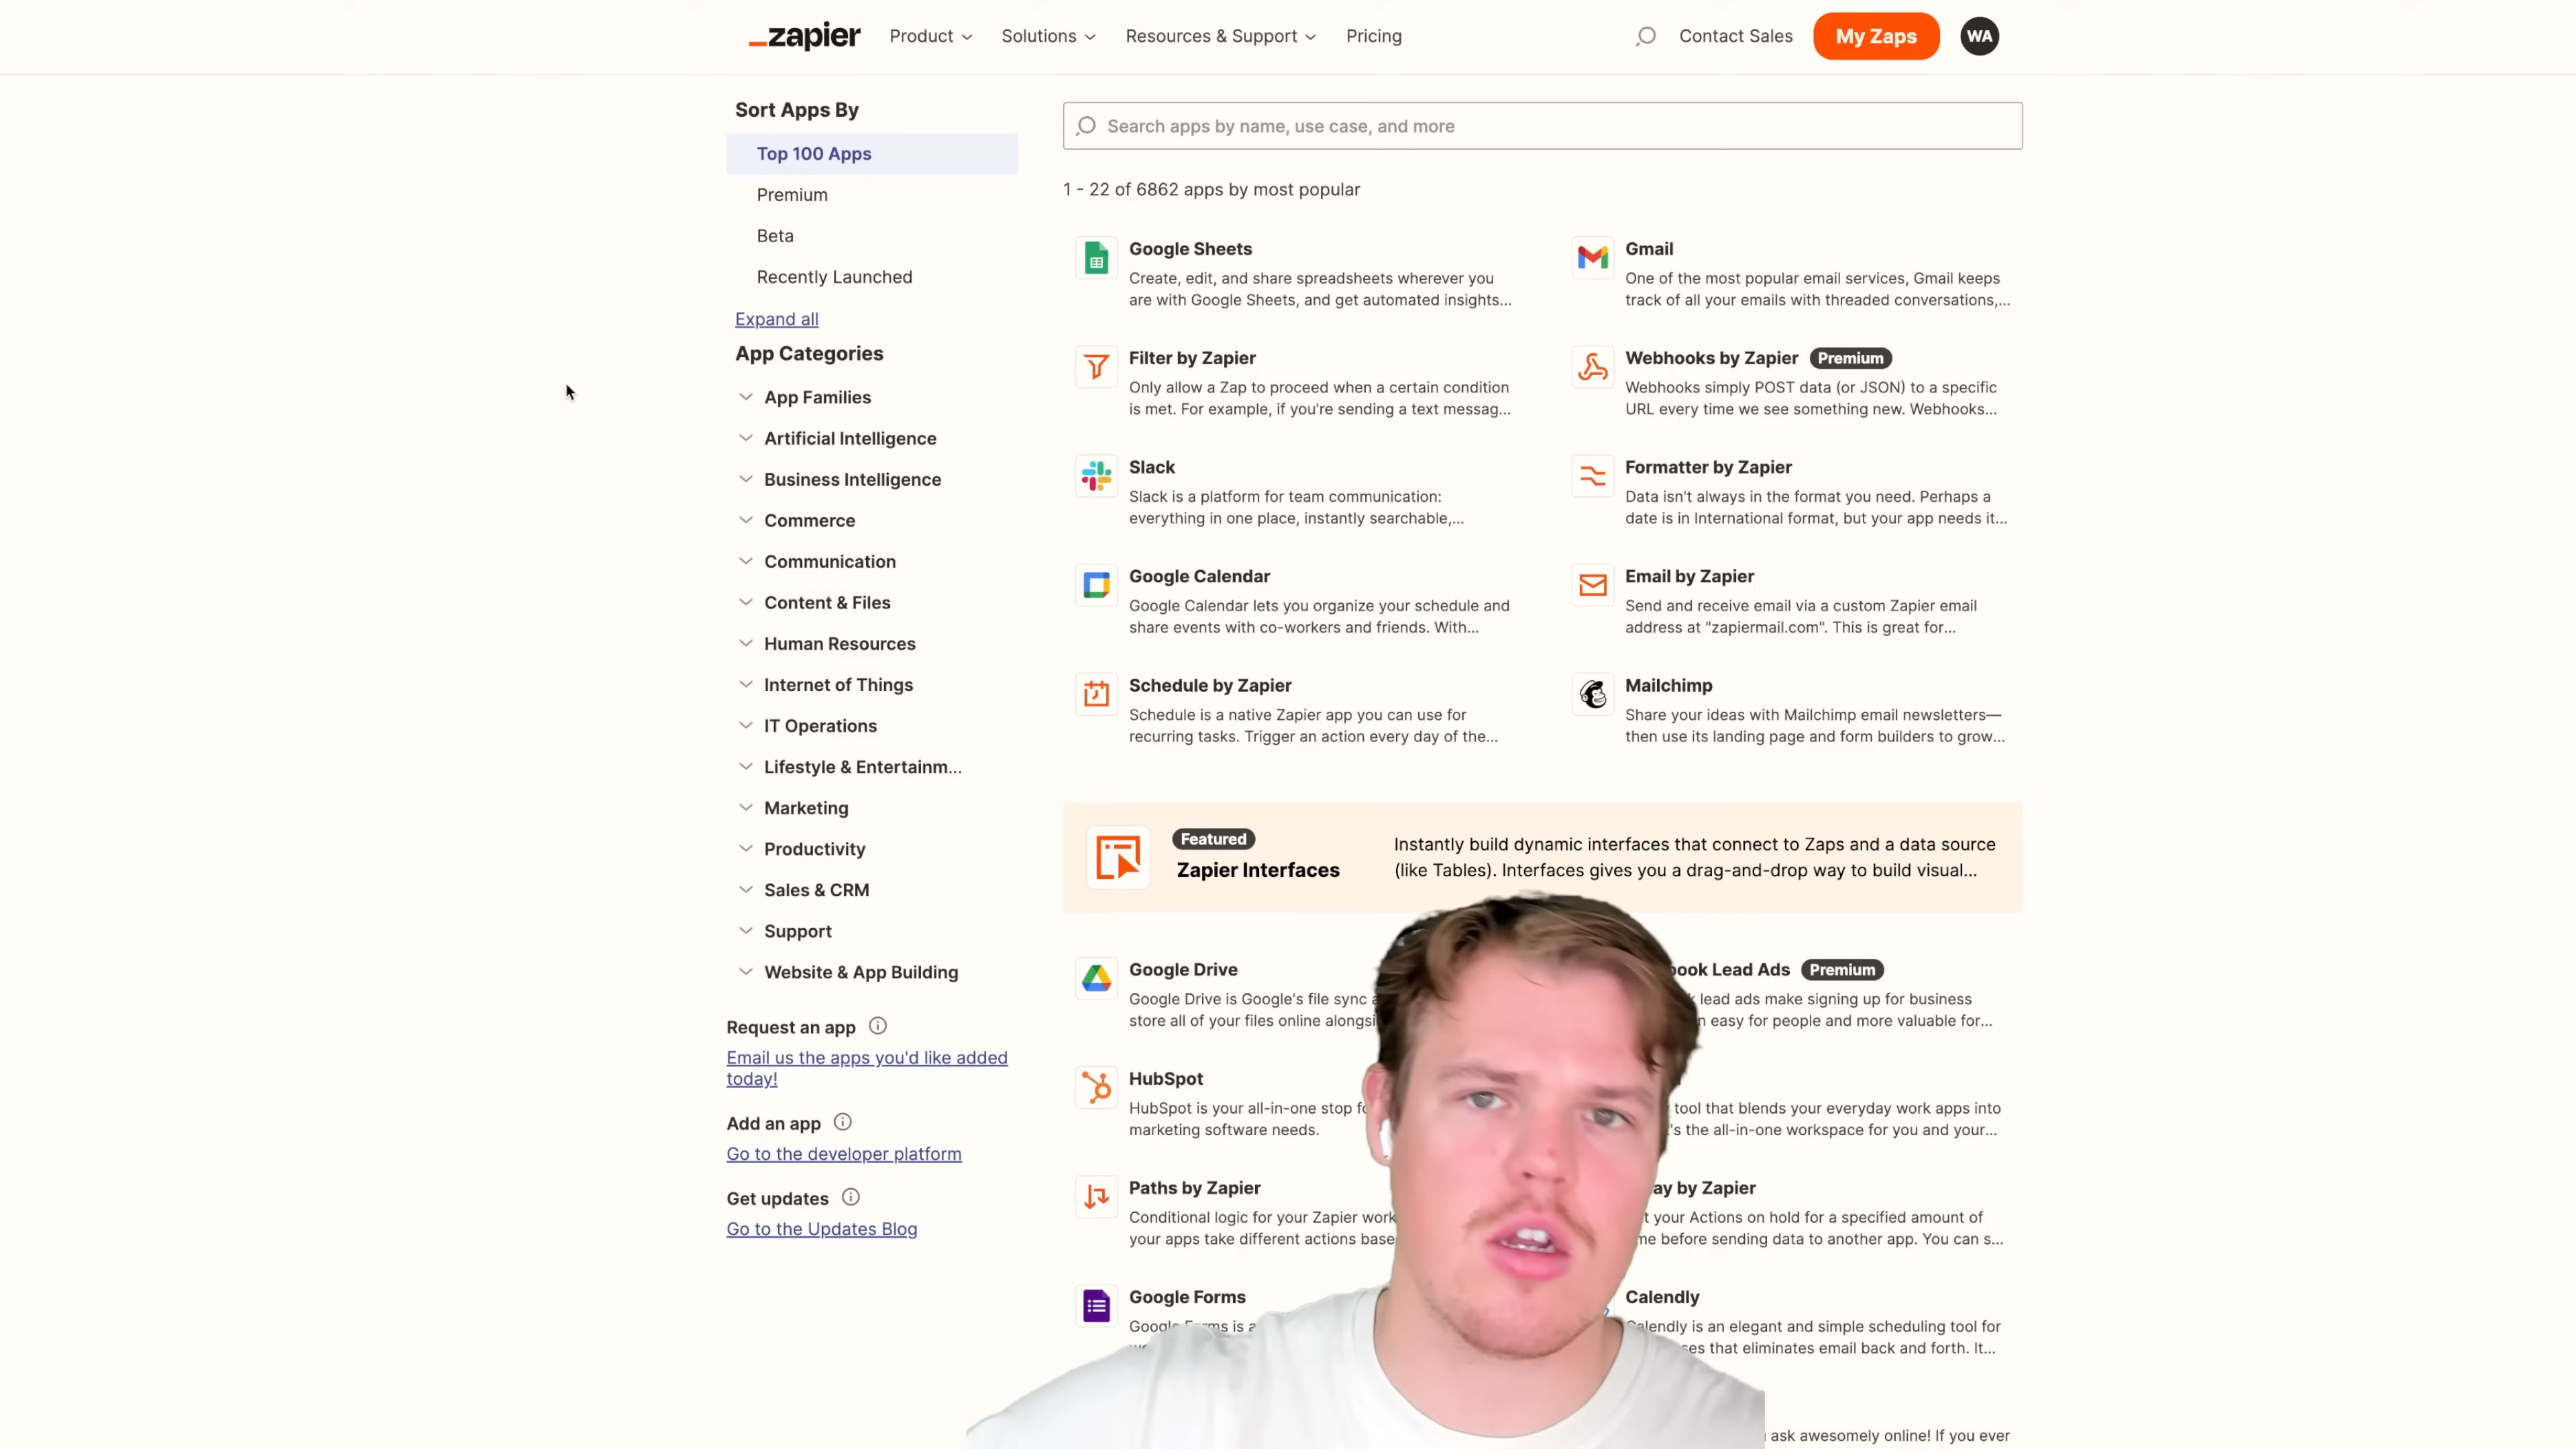 zapier
Product
Solutions
Resources & Support
Pricing
Contact Sales
My Zaps
WA
Sort Apps By
Top 100 Apps
Premium
Beta
Recently Launched
Expand all
App Categories
App Families
Artificial Intelligence
Business Intelligence
Commerce
Communication
Content & Files
Human Resources
Internet of Things
IT Operations
Lifestyle & Entertainm...
Marketing
Productivity
Sales & CRM
Support
Website & App Building
Request an app
Email us the apps you'd like added
today!
Add an app
Go to the developer platform
Get updates
Go to the Updates Blog
Search apps by name, use case, and more
1 - 22 of 6862 apps by most popular
Google Sheets
Create, edit, and share spreadsheets wherever you
are with Google Sheets, and get automated insights...
Gmail
One of the most popular email services, Gmail keeps
track of all your emails with threaded conversations,...
Filter by Zapier
Only allow a Zap to proceed when a certain condition
is met. For example, if you're sending a text messag...
Webhooks by Zapier Premium
Webhooks simply POST data (or JSON) to a specific
URL every time we see something new. Webhooks...
Slack
Slack is a platform for team communication:
everything in one place, instantly searchable,...
Formatter by Zapier
Data isn't always in the format you need. Perhaps a
date is in International format, but your app needs it...
Google Calendar
Google Calendar lets you organize your schedule and
share events with co-workers and friends. With...
Email by Zapier
Send and receive email via a custom Zapier email
address at "zapiermail.com". This is great for...
Schedule by Zapier
Schedule is a native Zapier app you can use for
recurring tasks. Trigger an action every day of the...
Mailchimp
Share your ideas with Mailchimp email newsletters—
then use its landing page and form builders to grow...
Featured
Zapier Interfaces
Instantly build dynamic interfaces that connect to Zaps and a data source
(like Tables). Interfaces gives you a drag-and-drop way to build visual...
Google Drive
Google Drive is Google's file sync
store all of your files online
Lead Ads Premium
lead ads make signing up for business
easy for people and more valuable for...
HubSpot
HubSpot is your all-in-one stop
marketing software needs.
tool that blends your everyday work apps into
the all-in-one workspace for you and your...
Paths by Zapier
Conditional logic for your Zapier
your apps take different actions
by Zapier
your Actions on hold for a specified amount of
before sending data to another app. You can s...
Google Forms
is
Calendly
Calendly is an elegant and simple scheduling tool for
that eliminates email back and forth. It...
ask awesomely online! If you ever